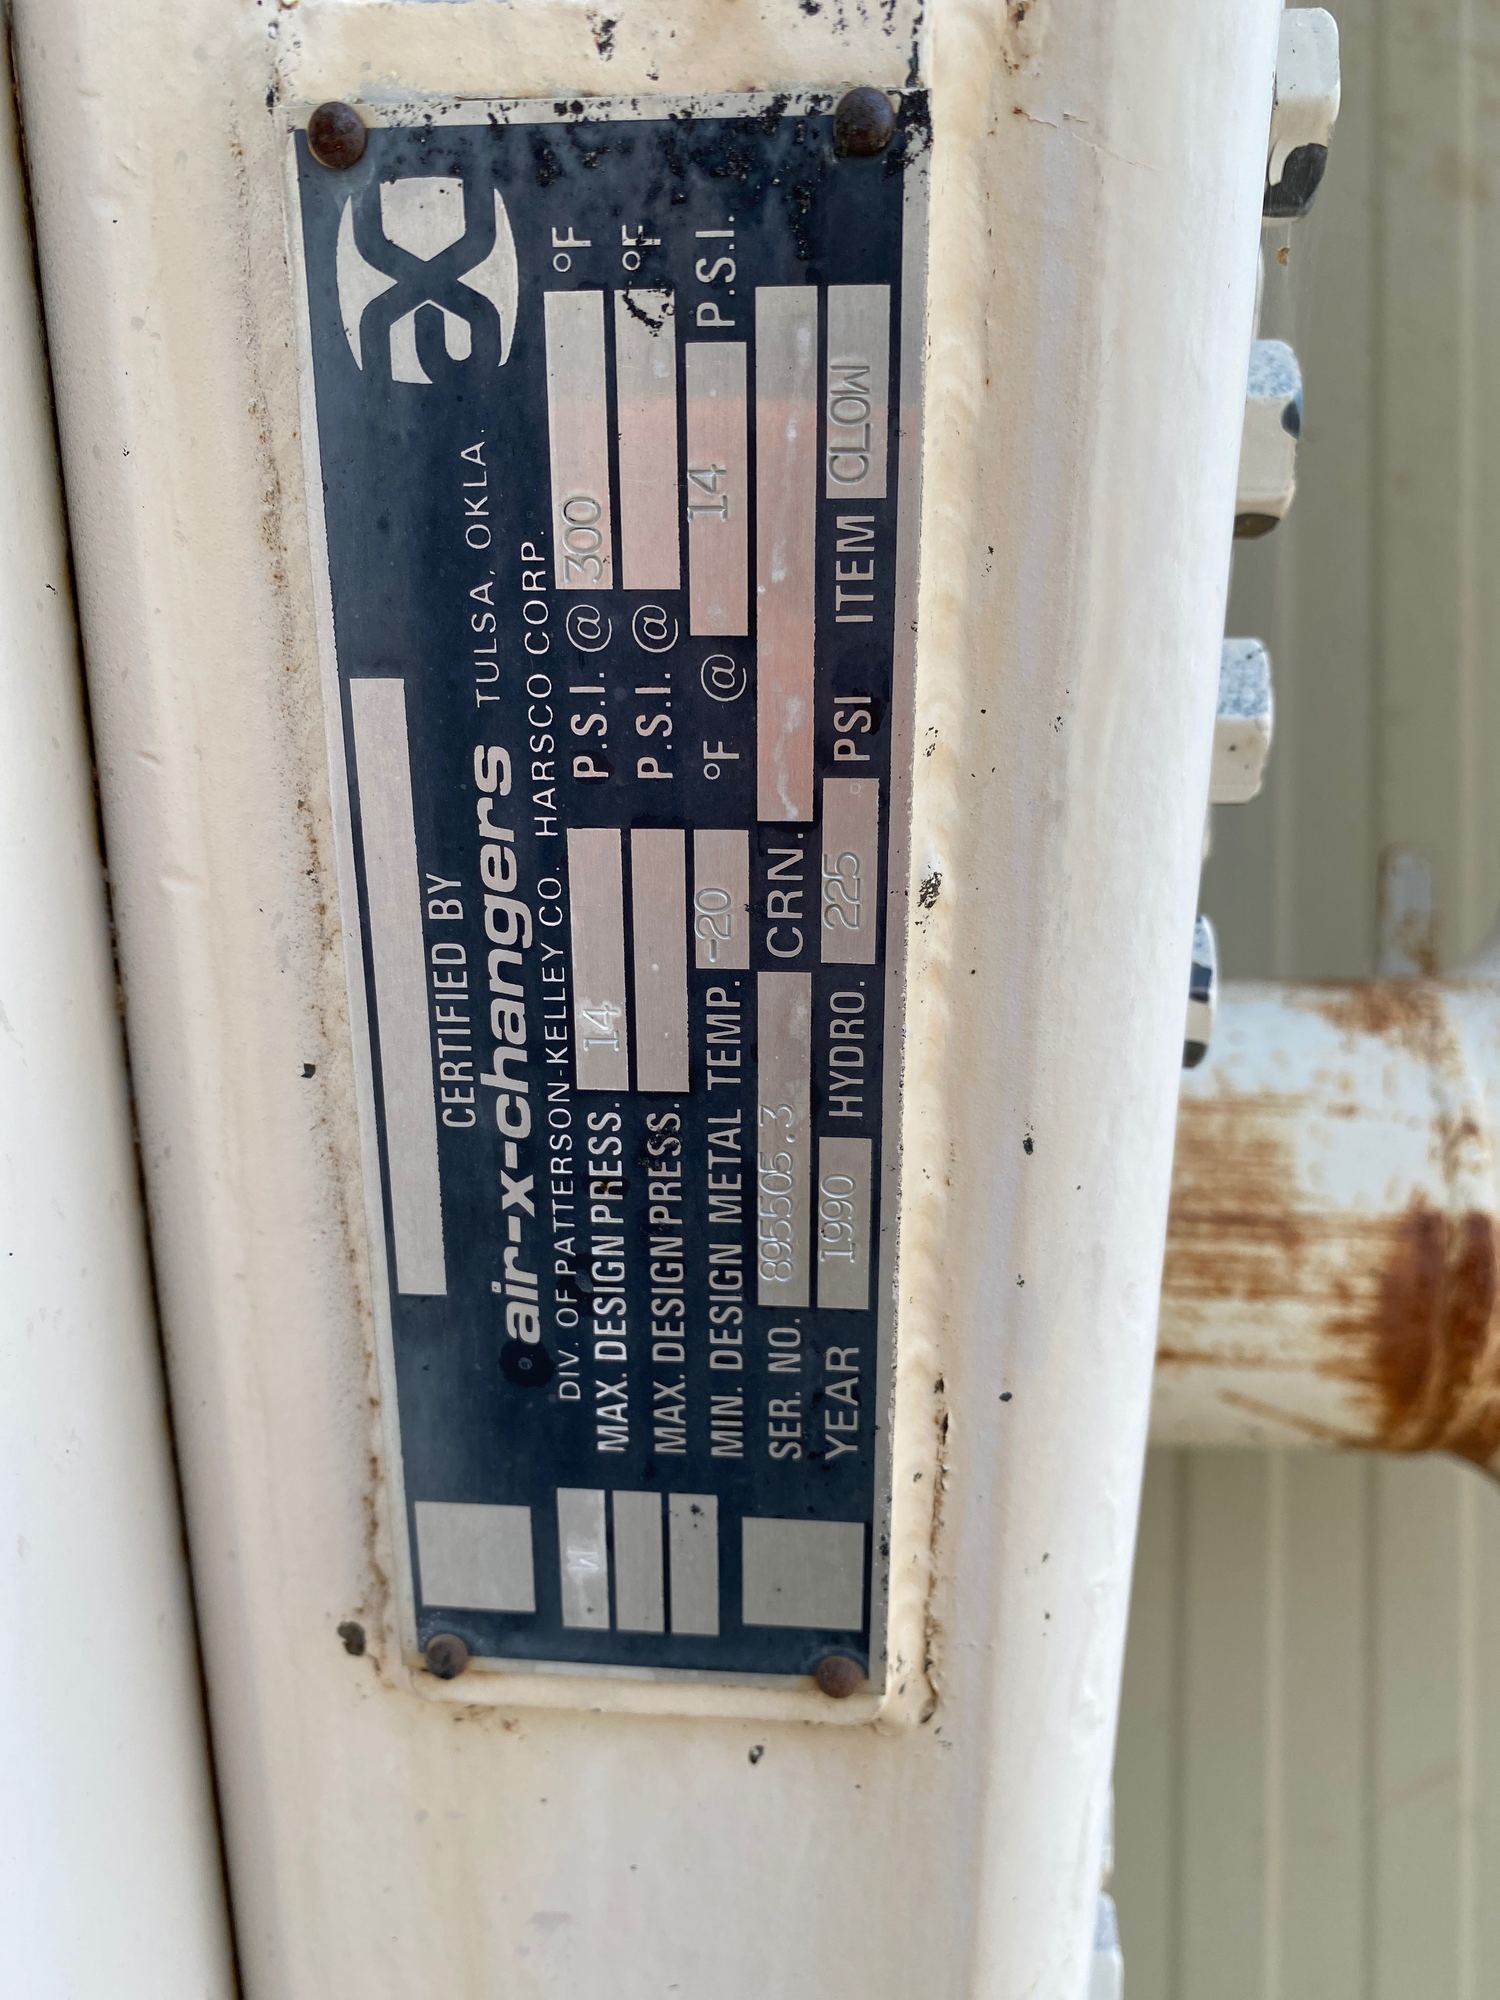 CERTIFIED BY
air-x-changers TULSA, OKLA.
DIV. OF PATTERSON-KELLEY CO. HARSCO CORP.
W MAX. DESIGN PRESS. 14 P.S.I. @ 300 °F
MAX. DESIGN PRESS. P.S.I. @ °F
MIN. DESIGN METAL TEMP. -20 °F @ 14 P.S.I.
SER. NO. 895505.3 CRN.
YEAR 1990 HYDRO. 225 PSI ITEM CLOW